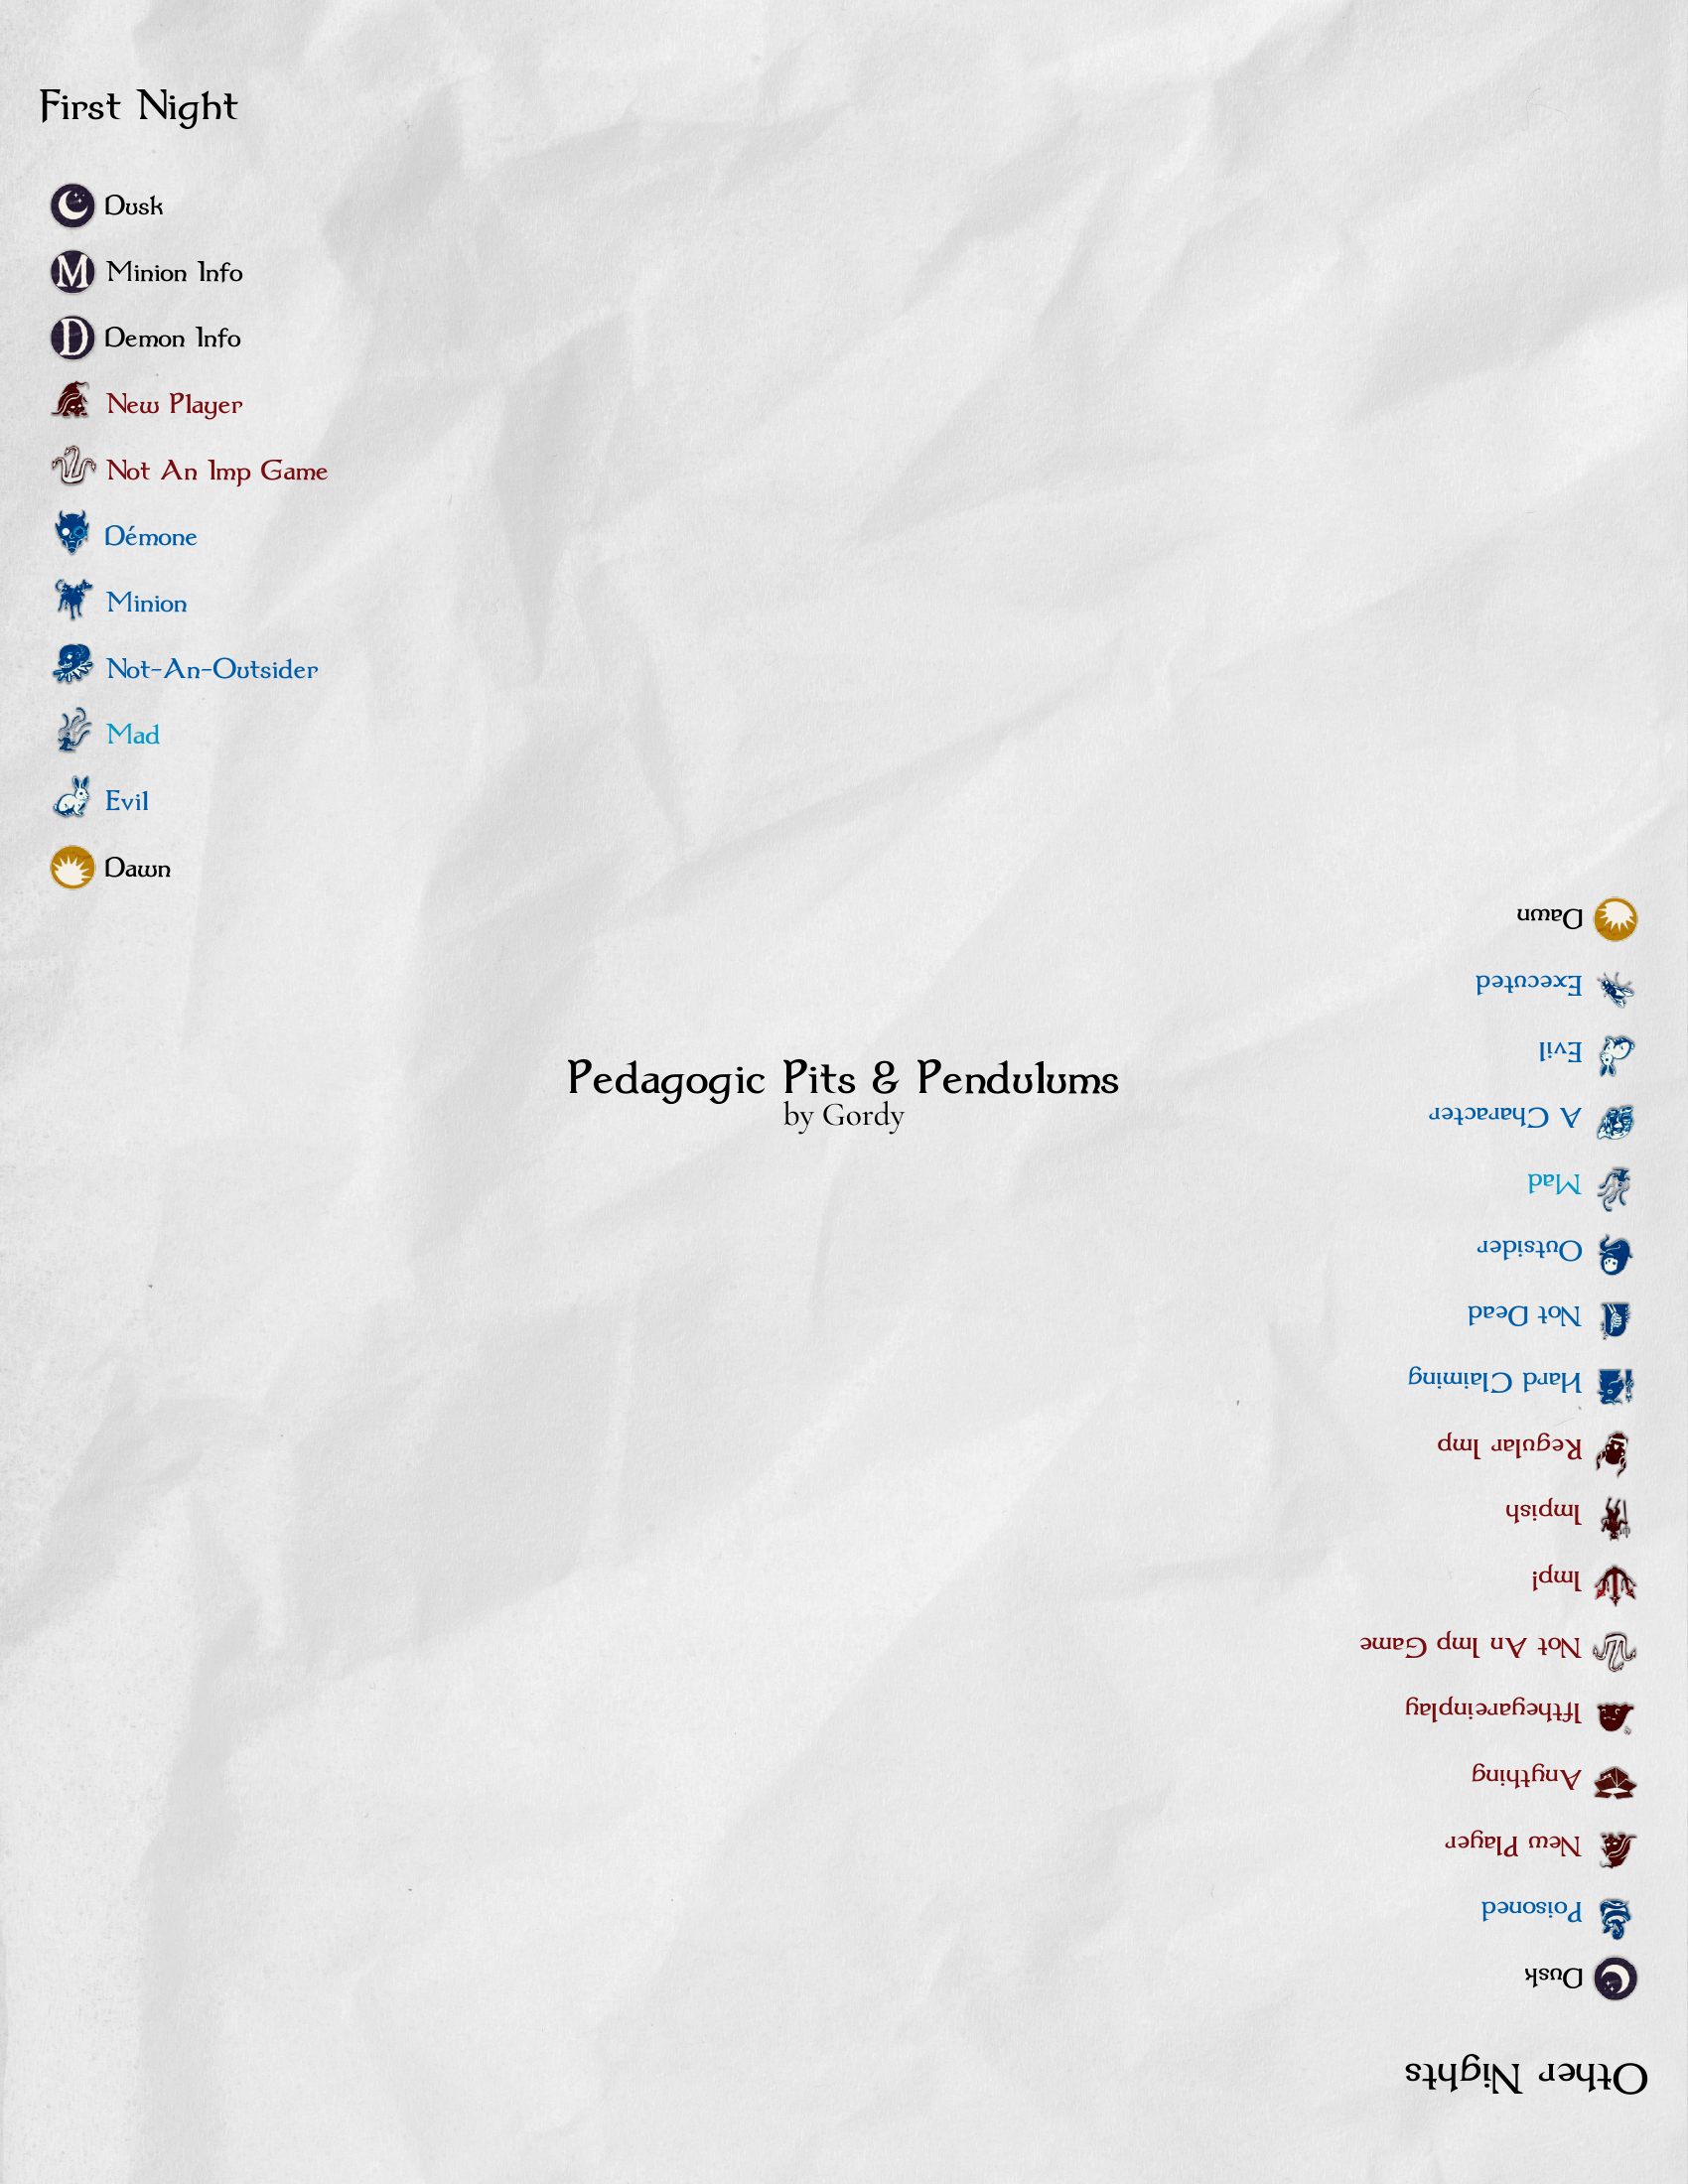 First Night
Dusk
M Minion Info
D Demon Info
New Player
Not An Imp Game
Démone
Minion
Not-An-Outsider
Mad
Evil
Dawn
Pedagogic Pits & Pendulums
by Gordy
Other Nights
Dusk
Poisoned
New Player
Anything
Iftheyareinplay
Not An Imp Game
Imp!
Impish
Regular Imp
Hard Claiming
Not Dead
Outsider
Mad
A Character
Evil
Executed
Dawn